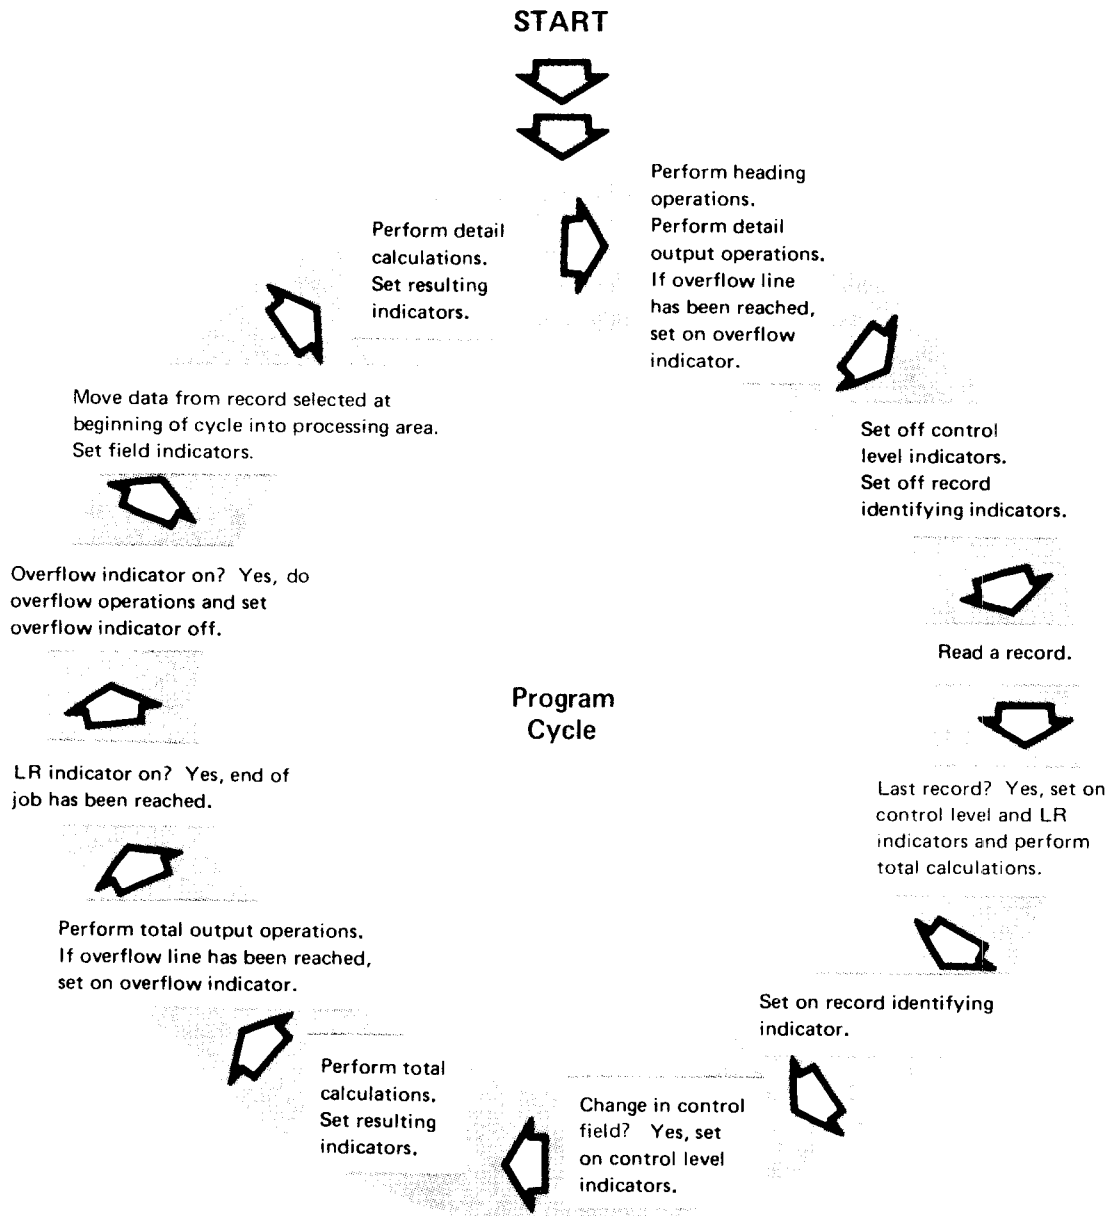 START
Perform heading
operations.
Perform detail
output operations.
If overflow line
has been reached,
set on overflow
indicator.
Set off control
level indicators.
Set off record
identifying indicators.
Read a record.
Last record? Yes, set on
control level and LR
indicators and perform
total calculations.
Set on record identifying
indicator.
Change in control
field? Yes, set
on control level
indicators.
Perform total
calculations.
Set resulting
indicators.
Perform total output operations.
If overflow line has been reached,
set on overflow indicator.
LR indicator on? Yes, end of
job has been reached.
Overflow indicator on? Yes, do
overflow operations and set
overflow indicator off.
Move data from record selected at
beginning of cycle into processing area.
Set field indicators.
Perform detail
calculations.
Set resulting
indicators.
Program
Cycle